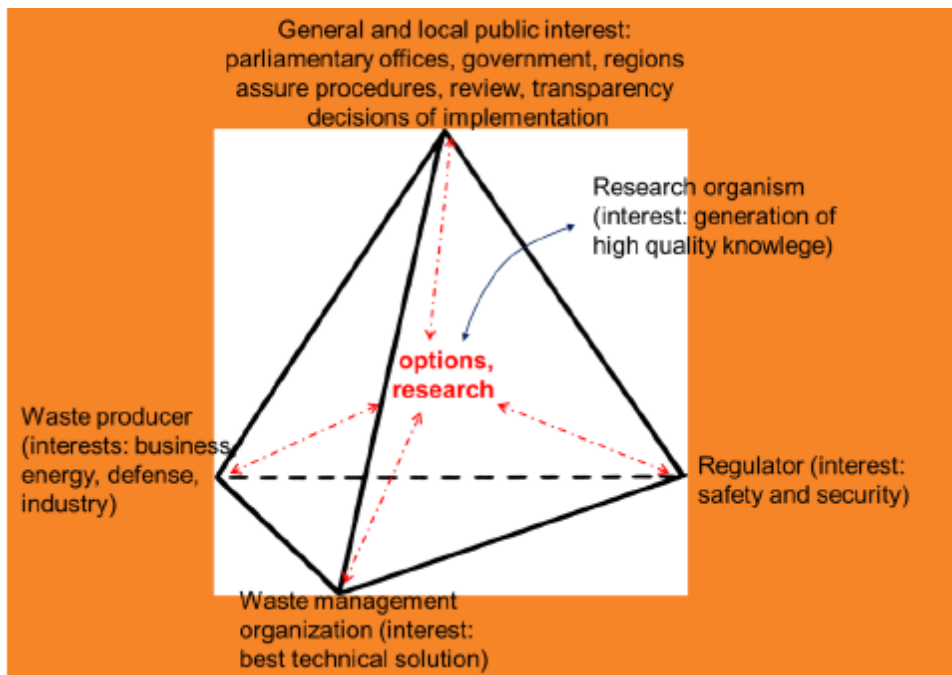 General and local public interest:
parliamentary offices, government, regions
assure procedures, review, transparency
decisions of implementation
Research organism
(interest: generation of
high quality knowlege)
options,
research
Waste producer
(interests: business,
energy, defense,
industry)
Regulator (interest:
safety and security)
Waste management
organization (interest:
best technical solution)